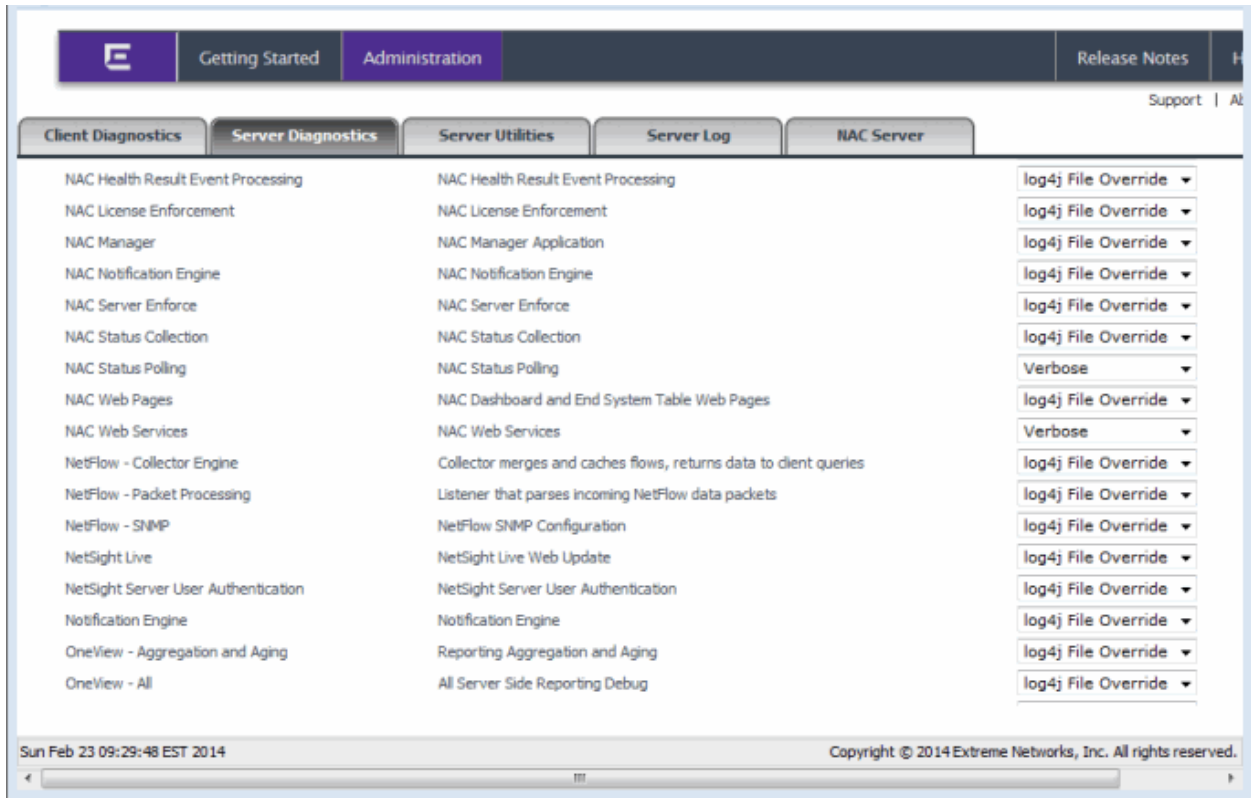 Getting Started Administration Release Notes
Support |
Client Diagnostics Server Diagnostics Server Utilities Server Log NAC Server
NAC Health Result Event Processing NAC Health Result Event Processing log4j File Override
NAC License Enforcement NAC License Enforcement log4j File Override
NAC Manager NAC Manager Application log4j File Override
NAC Notification Engine NAC Notification Engine log4j File Override
NAC Server Enforce NAC Server Enforce log4j File Override
NAC Status Collection NAC Status Collection log4j File Override
NAC Status Polling NAC Status Polling Verbose
NAC Web Pages NAC Dashboard and End System Table Web Pages log4j File Override
NAC Web Services NAC Web Services Verbose
NetFlow - Collector Engine Collector merges and caches flows, returns data to client queries log4j File Override
NetFlow - Packet Processing Listener that parses incoming NetFlow data packets log4j File Override
NetFlow - SNMP NetFlow SNMP Configuration log4j File Override
NetSight Live NetSight Live Web Update log4j File Override
NetSight Server User Authentication NetSight Server User Authentication log4j File Override
Notification Engine Notification Engine log4j File Override
OneView - Aggregation and Aging Reporting Aggregation and Aging log4j File Override
OneView - All All Server Side Reporting Debug log4j File Override
Sun Feb 23 09:29:48 EST 2014 Copyright © 2014 Extreme Networks, Inc. All rights reserved.